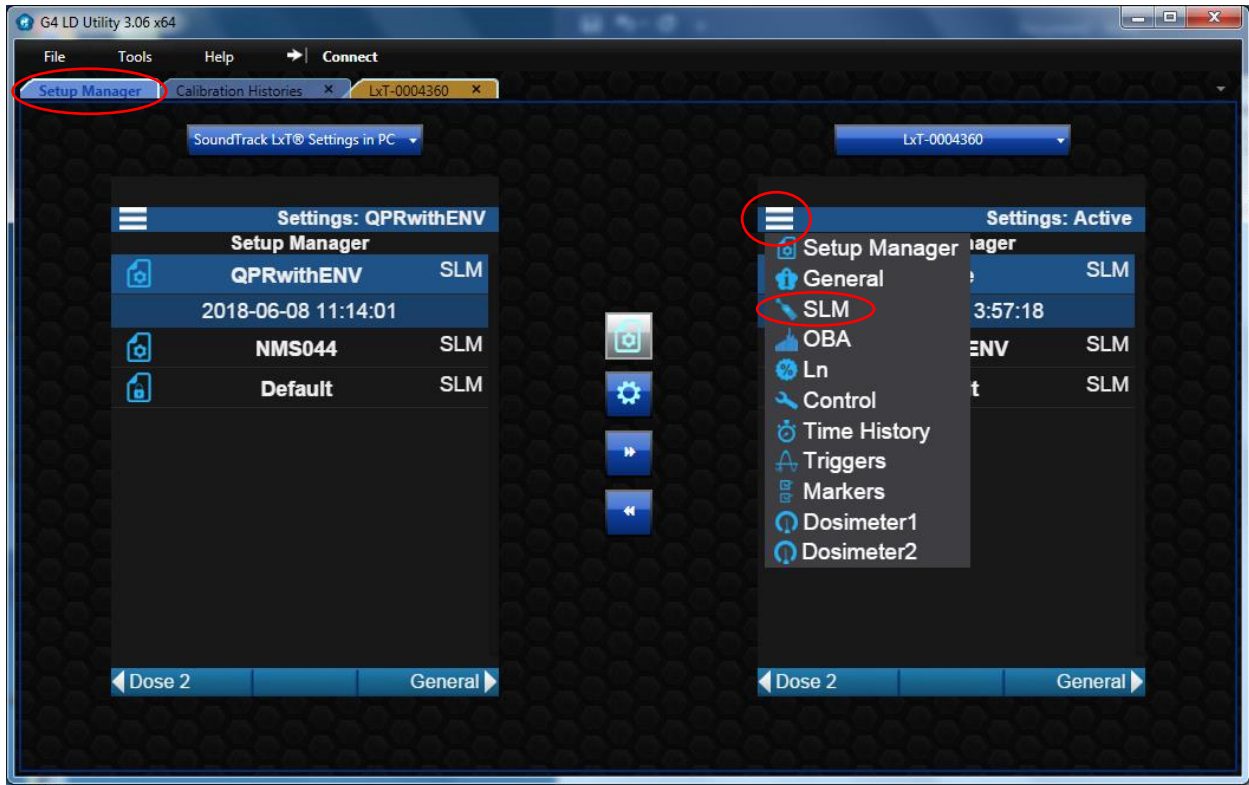 G4 LD Utility 3.06 x64
File Tools Help Connect
Setup Manager Calibration Histories × LxT-0004360 ×
SoundTrack LxT® Settings in PC
Settings: QPRwithENV
Setup Manager
QPRwithENV SLM
2018-06-08 11:14:01
NMS044 SLM
Default SLM
Dose 2 General
LxT-0004360
Settings: Active
Setup Manager
General SLM
SLM 3:57:18
OBA ENV SLM
Ln
Control SLM
Time History
Triggers
Markers
Dosimeter1
Dosimeter2
Dose 2 General